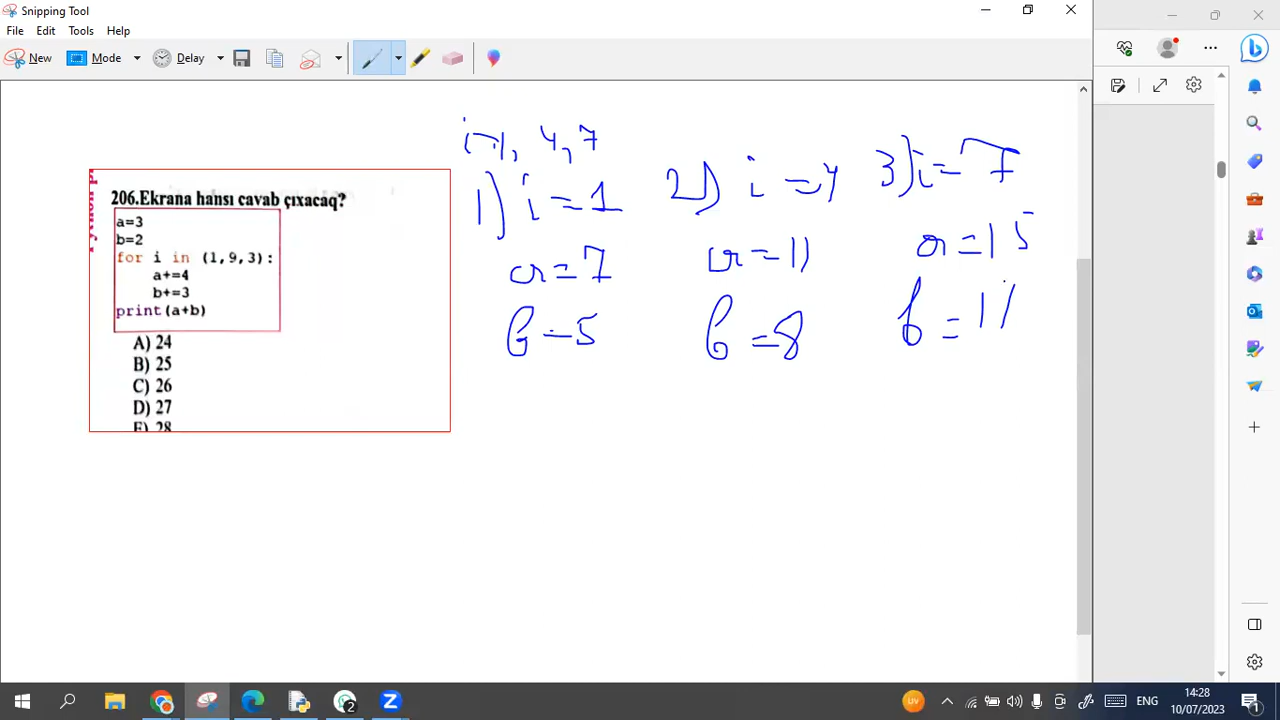 Snipping Tool
File Edit Tools Help
New Mode Delay
i=1, 4, 7
1) i=1
a=7
b=5
2) i=4
a=11
b=8
3) i=7
a=15
b=11
206.Ekrana hansı cavab çıxacaq?
a=3
b=2
for i in (1,9,3):
a+=4
b+=3
print(a+b)
A) 24
B) 25
C) 26
D) 27
E) 28
UV
ENG
14:28
10/07/2023